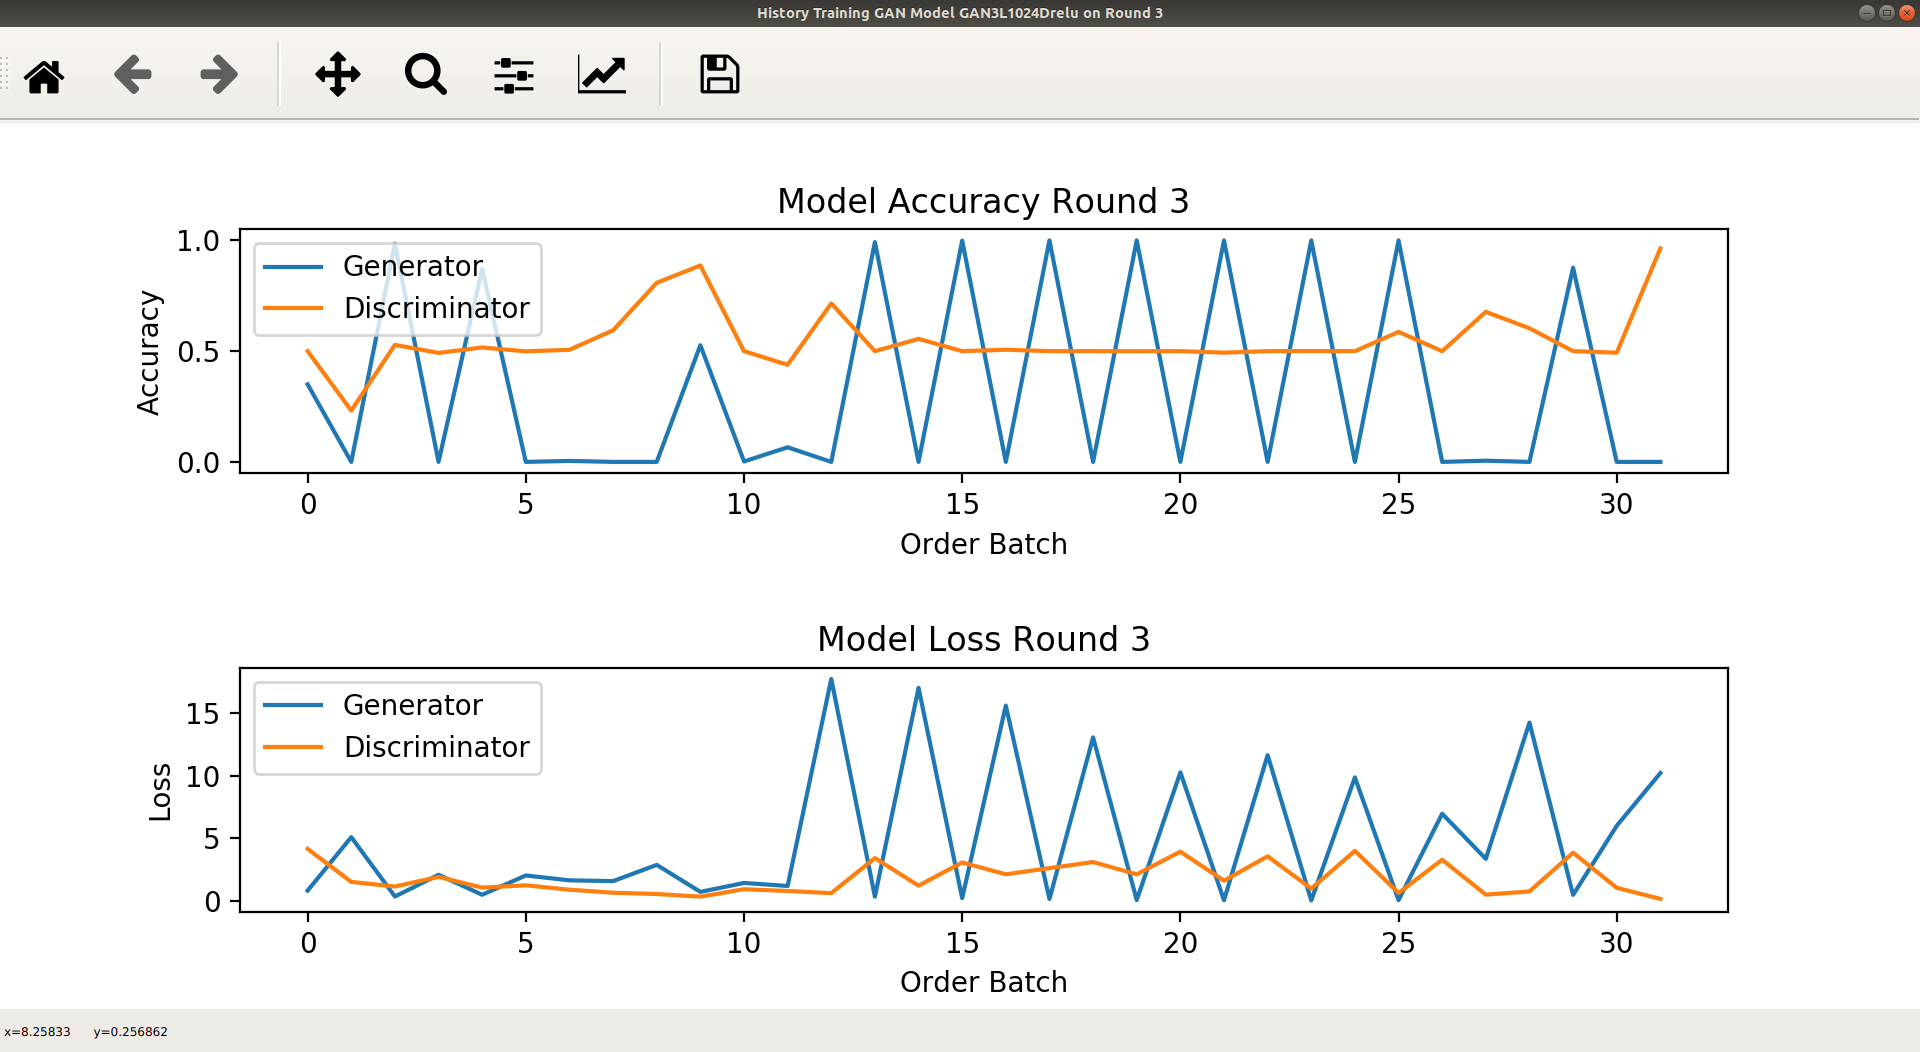 History Training GAN Model GAN3L1024Drelu on Round 3
Model Accuracy Round 3
1.0
0.5
0.0
Accuracy
Generator
Discriminator
0 5 10 15 20 25 30
Order Batch
Model Loss Round 3
15
10
5
0
Loss
Generator
Discriminator
0 5 10 15 20 25 30
Order Batch
x=8.25833 y=0.256862